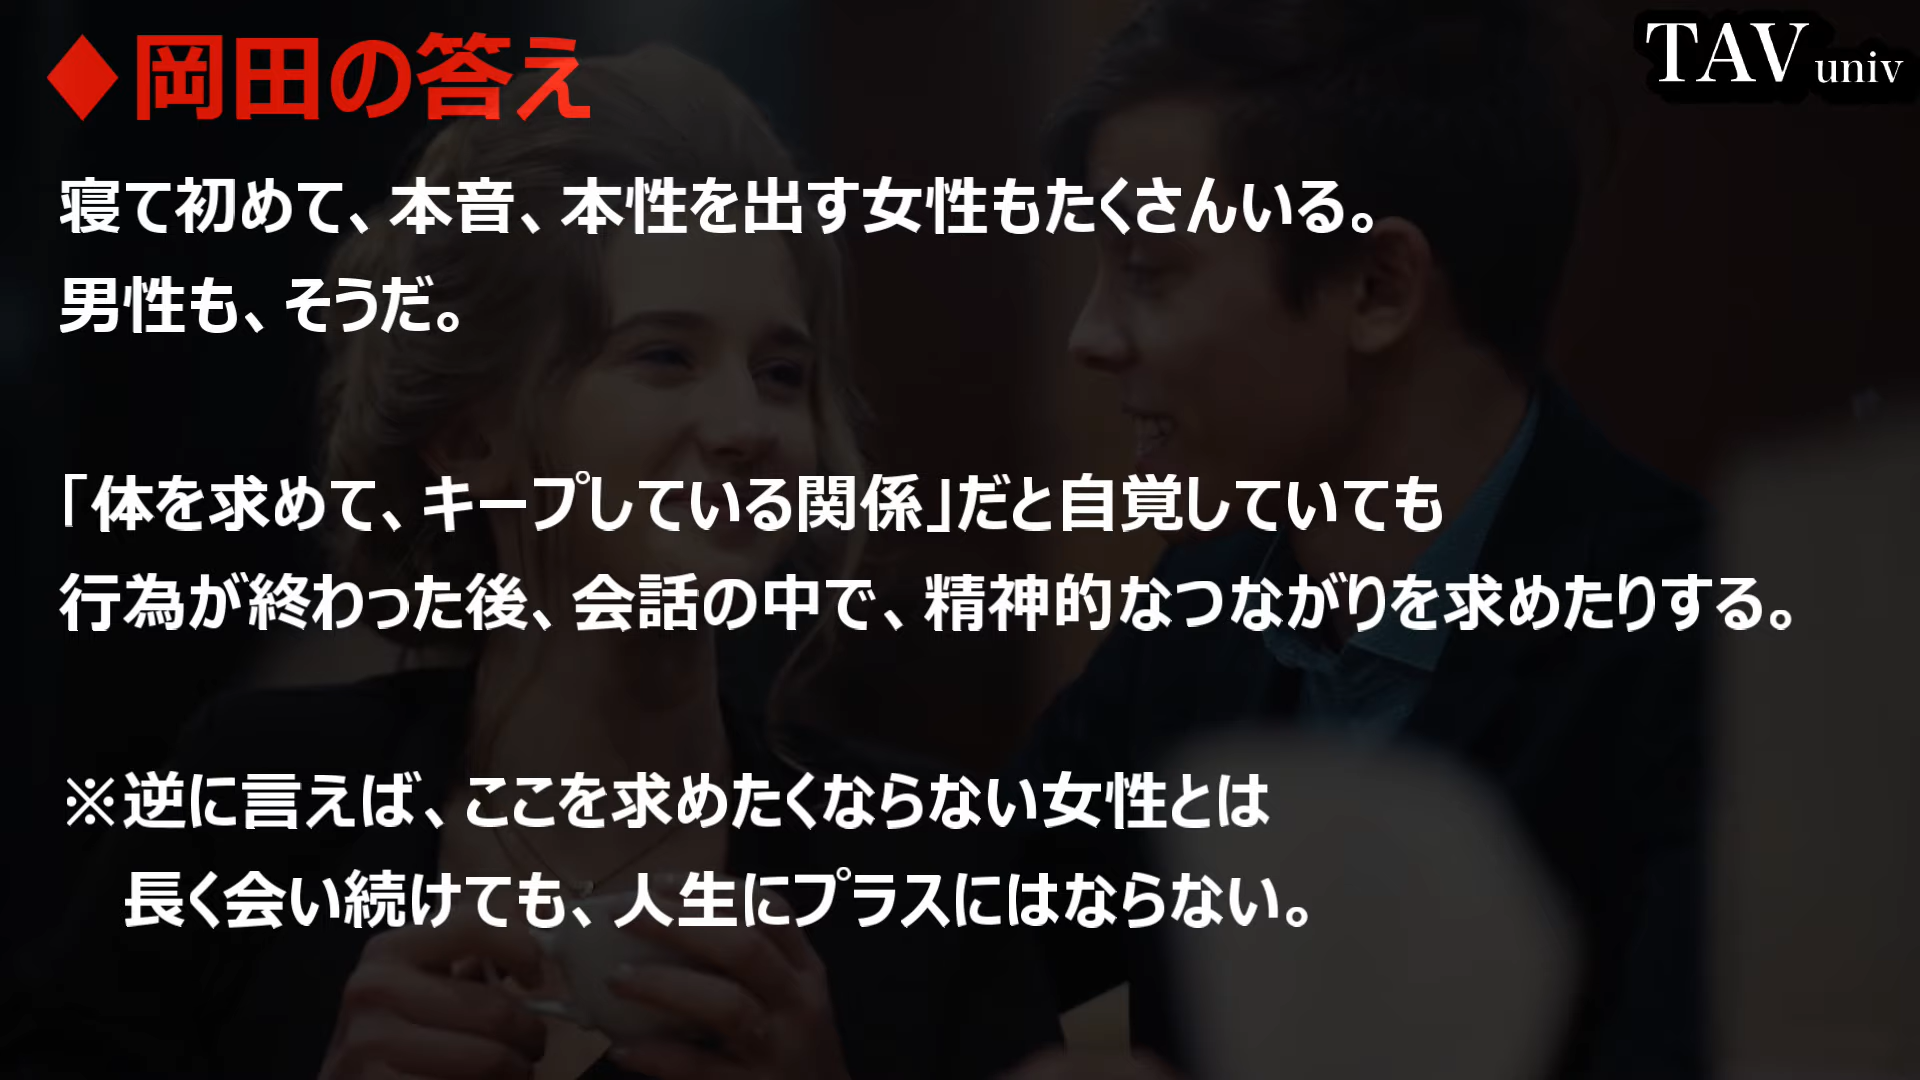 ♦岡田の答え
TAV univ
寝て初めて、本音、本性を出す女性もたくさんいる。
男性も、そうだ。
「体を求めて、キープしている関係」だと自覚していても
行為が終わった後、会話の中で、精神的なつながりを求めたりする。
※逆に言えば、ここを求めたくならない女性とは
長く会い続けても、人生にプラスにはならない。